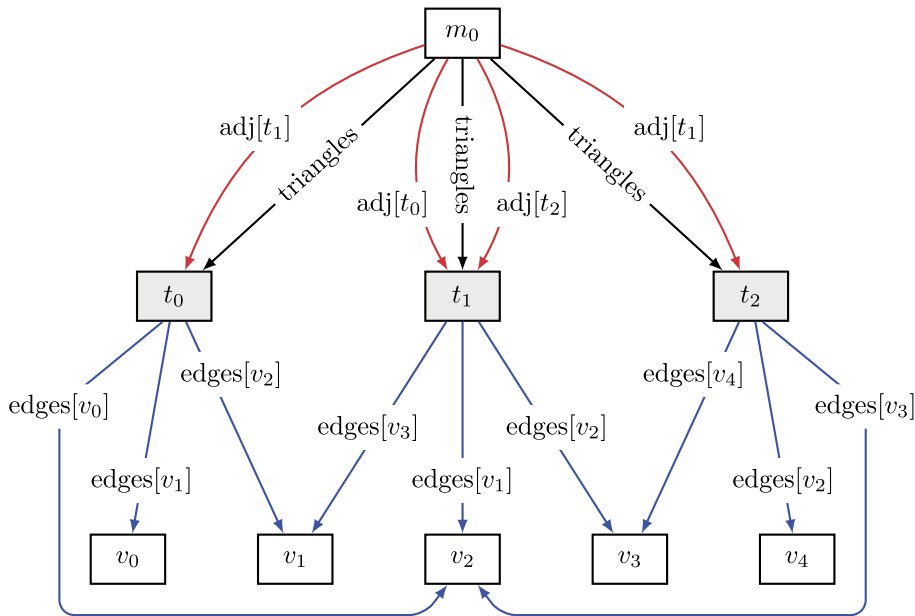 m₀
adj[t₁]
triangles
adj[t₀]
triangles
adj[t₂]
triangles
adj[t₁]
t₀
t₁
t₂
edges[v₀]
edges[v₁]
edges[v₂]
edges[v₃]
edges[v₁]
edges[v₂]
edges[v₄]
edges[v₂]
edges[v₃]
v₀
v₁
v₂
v₃
v₄